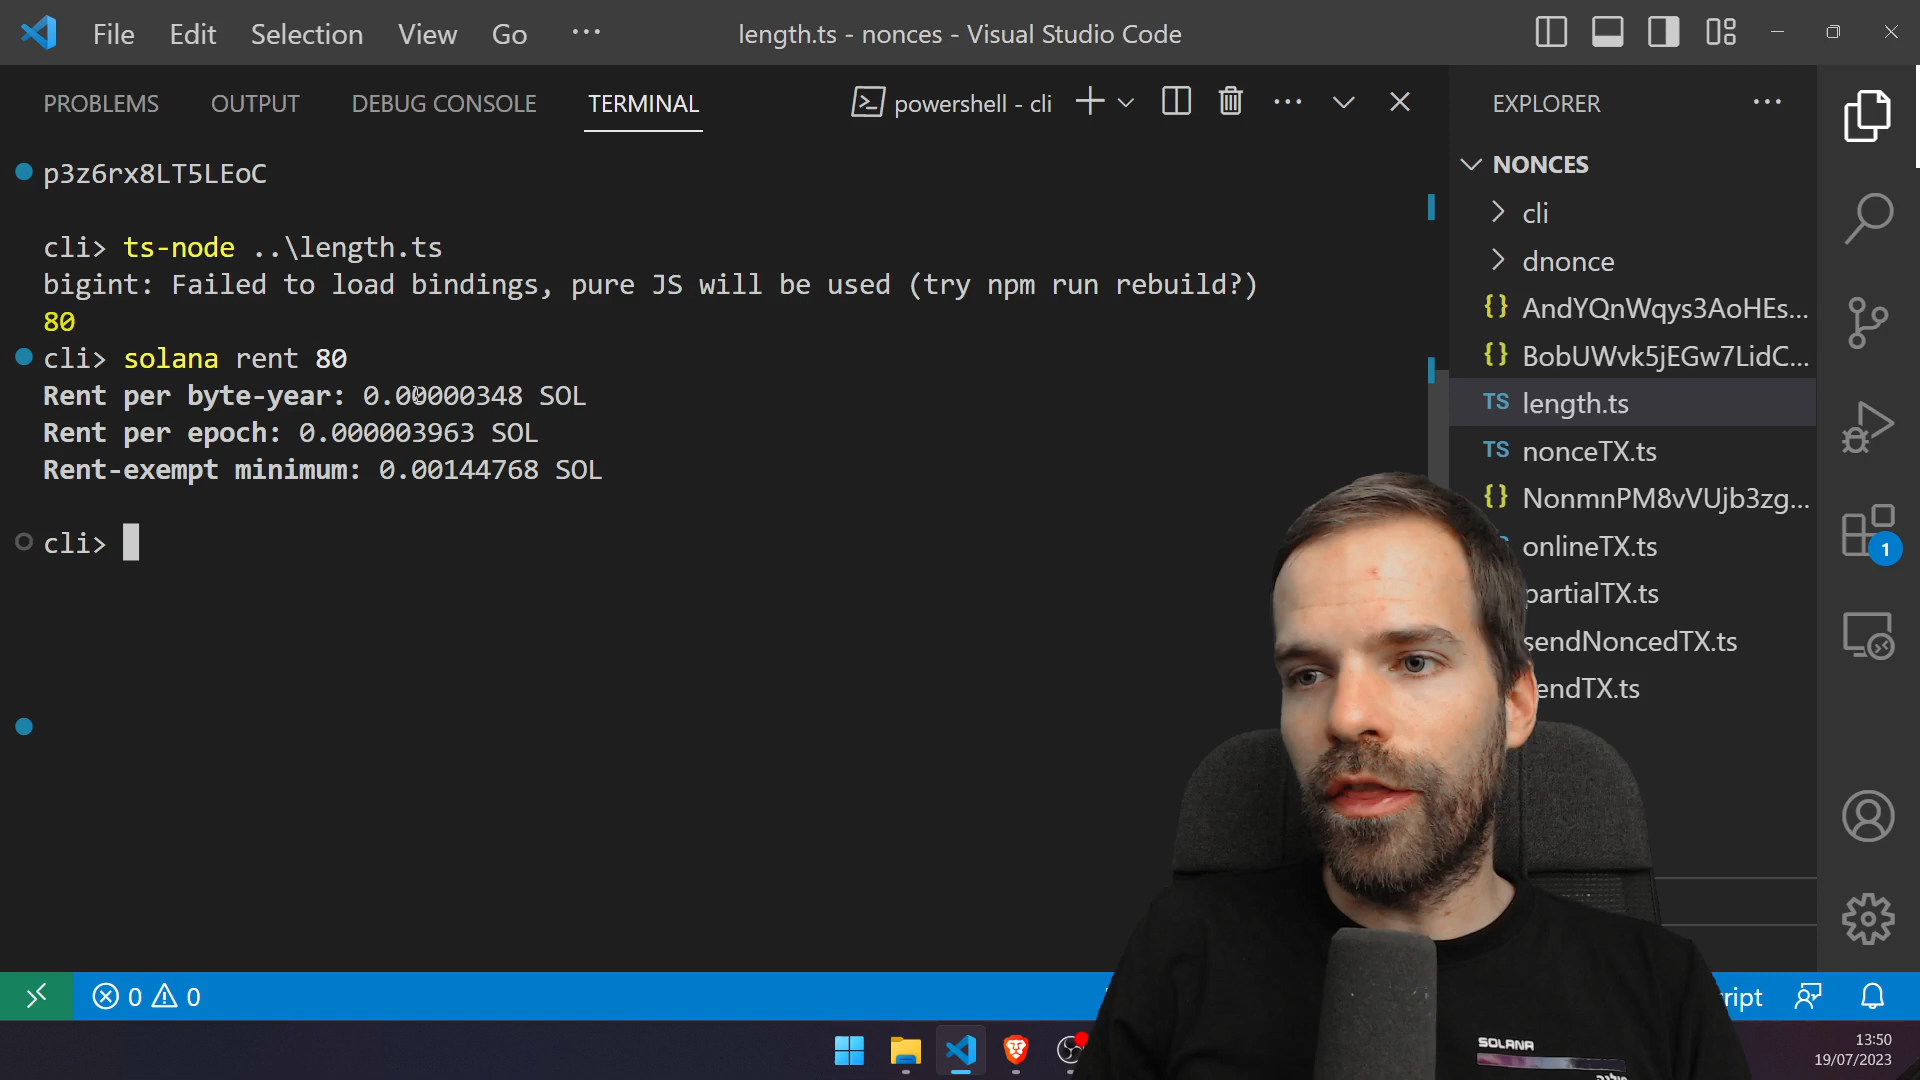 File Edit Selection View Go ···
length.ts - nonces - Visual Studio Code
PROBLEMS OUTPUT DEBUG CONSOLE TERMINAL
powershell - cli
p3z6rx8LT5LEoC
cli> ts-node ..\length.ts
bigint: Failed to load bindings, pure JS will be used (try npm run rebuild?)
80
cli> solana rent 80
Rent per byte-year: 0.00000348 SOL
Rent per epoch: 0.000003963 SOL
Rent-exempt minimum: 0.00144768 SOL
cli>
EXPLORER
NONCES
cli
dnonce
{} AndYQnWqys3AoHEs...
{} BobUWvk5jEGw7LidC...
TS length.ts
TS nonceTX.ts
{} NonmnPM8vVUjb3zg...
onlineTX.ts
partialTX.ts
sendNoncedTX.ts
endTX.ts
1
0 0
ript
13:50
19/07/2023
SOLANA